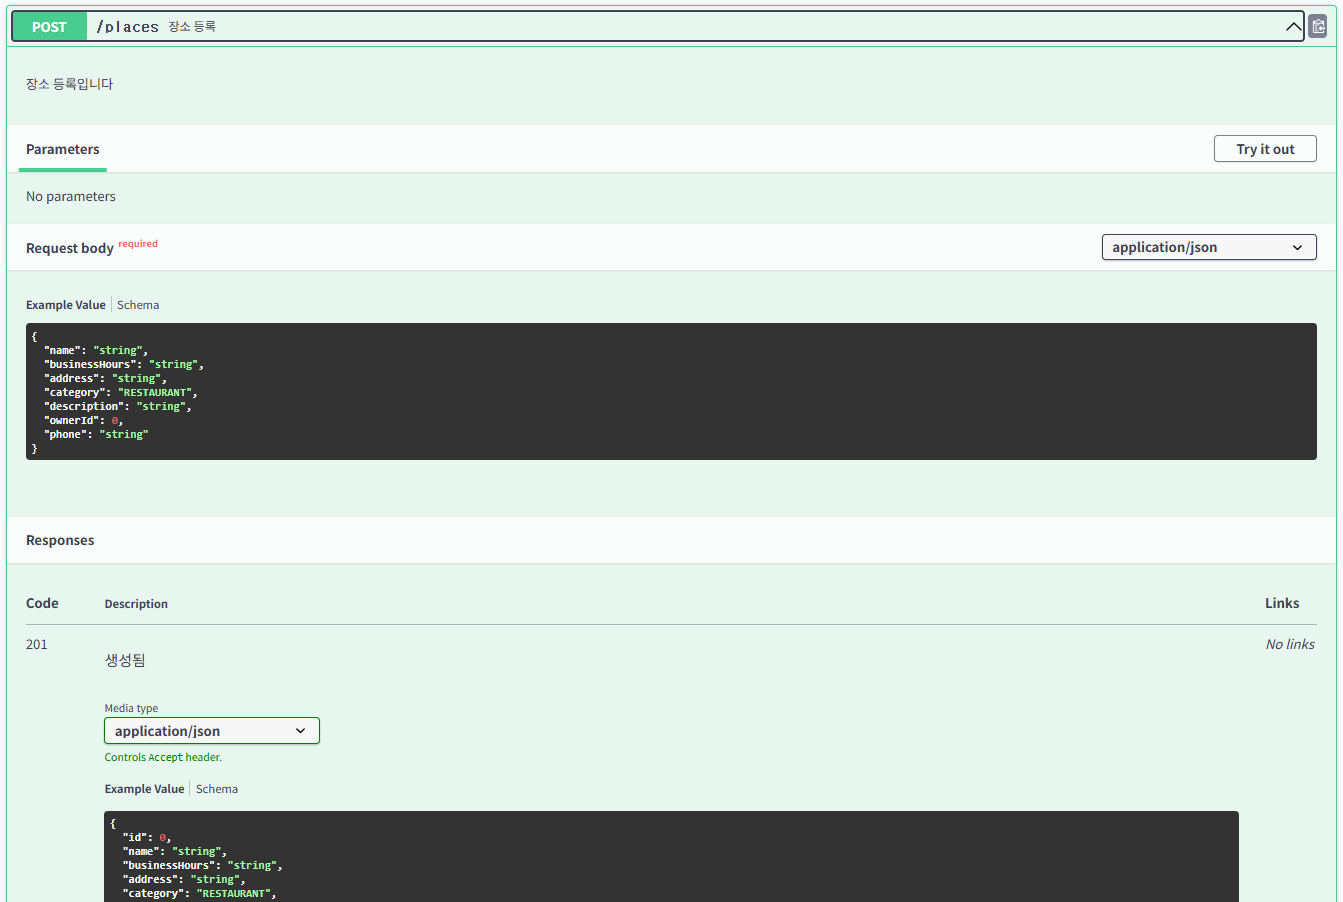 POST /places 장소 등록
장소 등록입니다
Parameters Try it out
No parameters
Request body required application/json
Example Value Schema
{
"name": "string",
"businessHours": "string",
"address": "string",
"category": "RESTAURANT",
"description": "string",
"ownerId": 0,
"phone": "string"
}
Responses
Code Description Links
201 생성됨 No links
Media type
application/json
Controls Accept header.
Example Value Schema
{
"id": 0,
"name": "string",
"businessHours": "string",
"address": "string",
"category": "RESTAURANT",